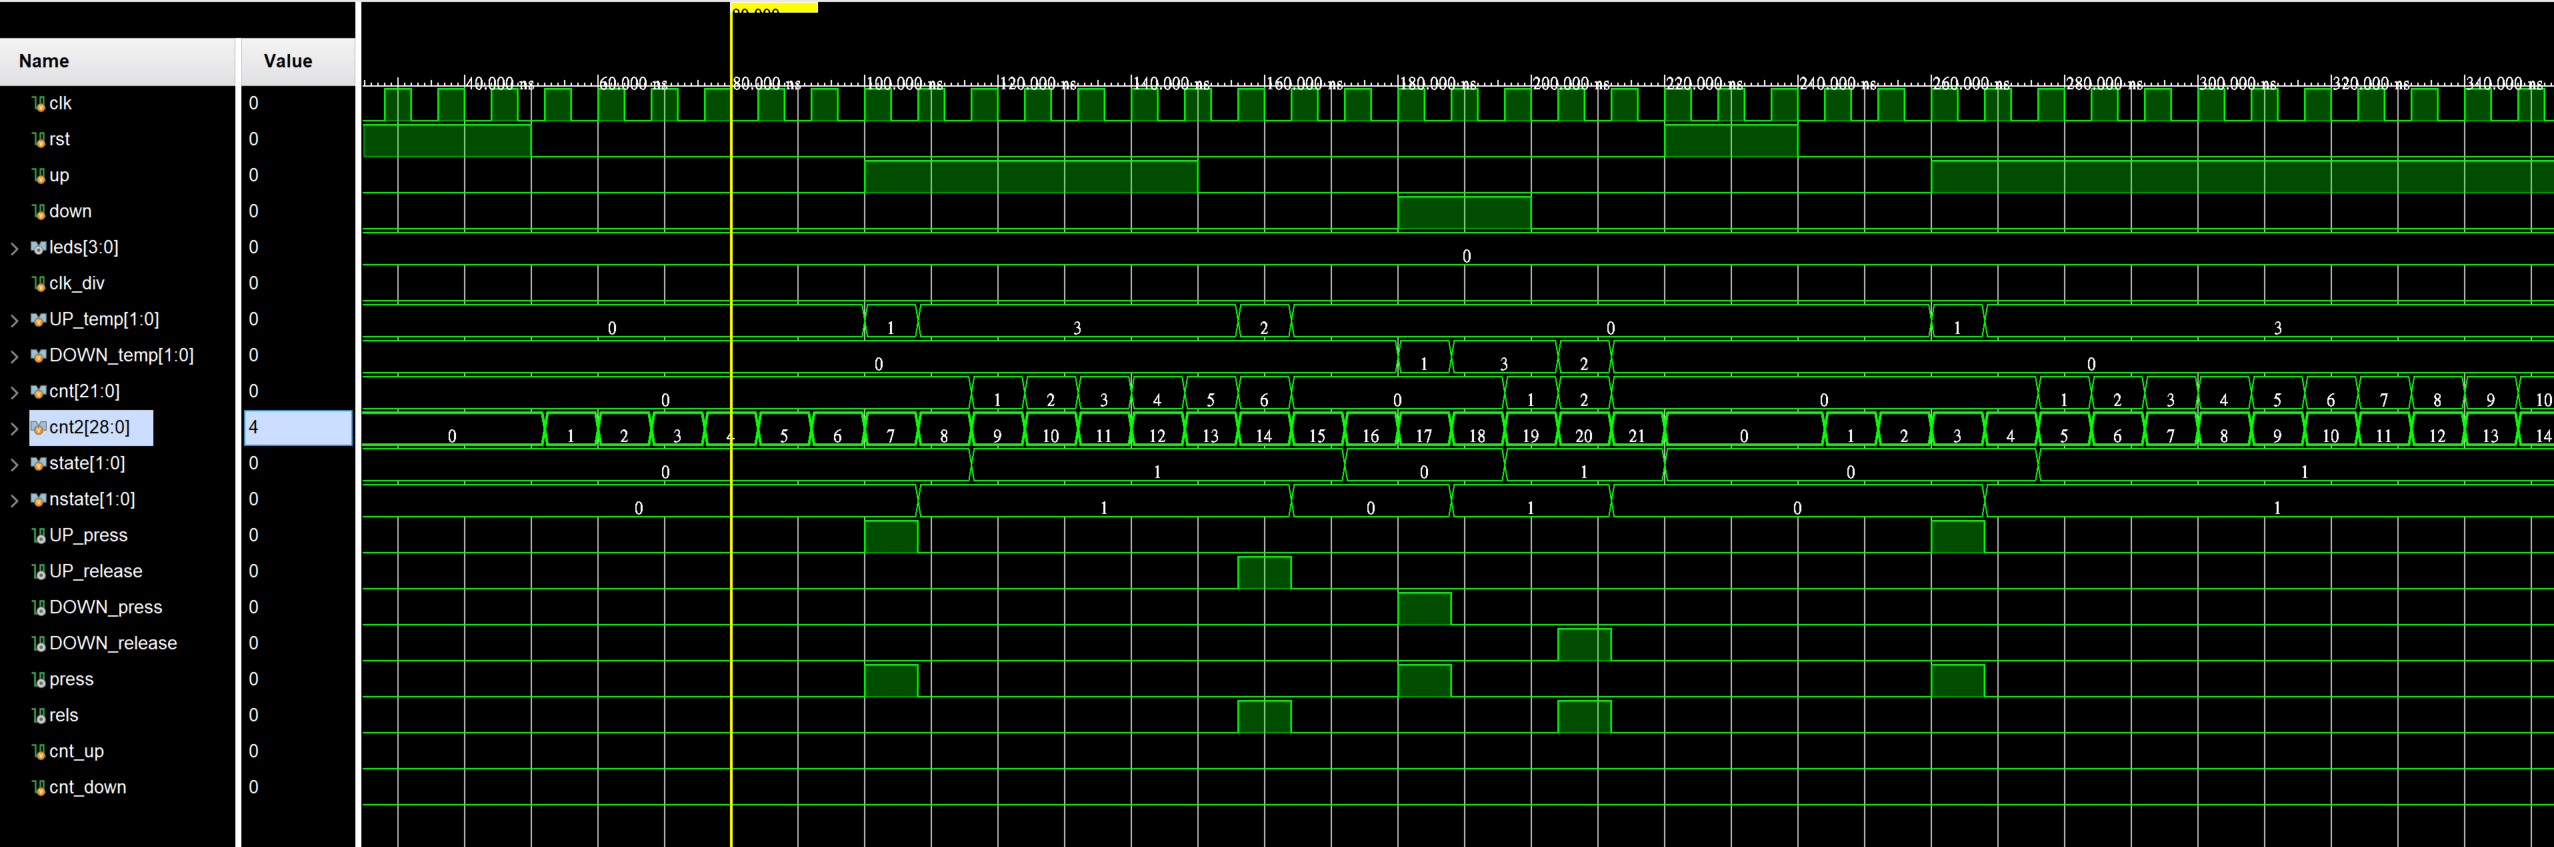 80.000
Name Value
40.000 ns 60.000 ns 80.000 ns 100.000 ns 120.000 ns 140.000 ns 160.000 ns 180.000 ns 200.000 ns 220.000 ns 240.000 ns 260.000 ns 280.000 ns 300.000 ns 320.000 ns 340.000 ns
clk 0
rst 0
up 0
down 0
leds[3:0] 0 0
clk_div 0
UP_temp[1:0] 0 0 1 3 2 0 1 3
DOWN_temp[1:0] 0 0 1 3 2 0
cnt[21:0] 0 0 1 2 3 4 5 6 0 1 2 0 1 2 3 4 5 6 7 8 9 10
cnt2[28:0] 4 0 1 2 3 4 5 6 7 8 9 10 11 12 13 14 15 16 17 18 19 20 21 0 1 2 3 4 5 6 7 8 9 10 11 12 13 14
state[1:0] 0 0 1 0 1 0 1
nstate[1:0] 0 0 1 0 1 0 1
UP_press 0
UP_release 0
DOWN_press 0
DOWN_release 0
press 0
rels 0
cnt_up 0
cnt_down 0